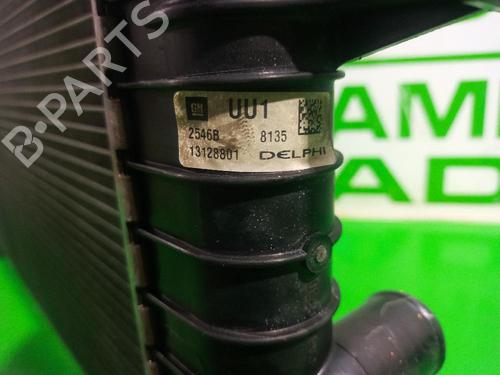 B-PARTS
GM UU1
2546B 8135
13128801 DELPHI
AM
AD